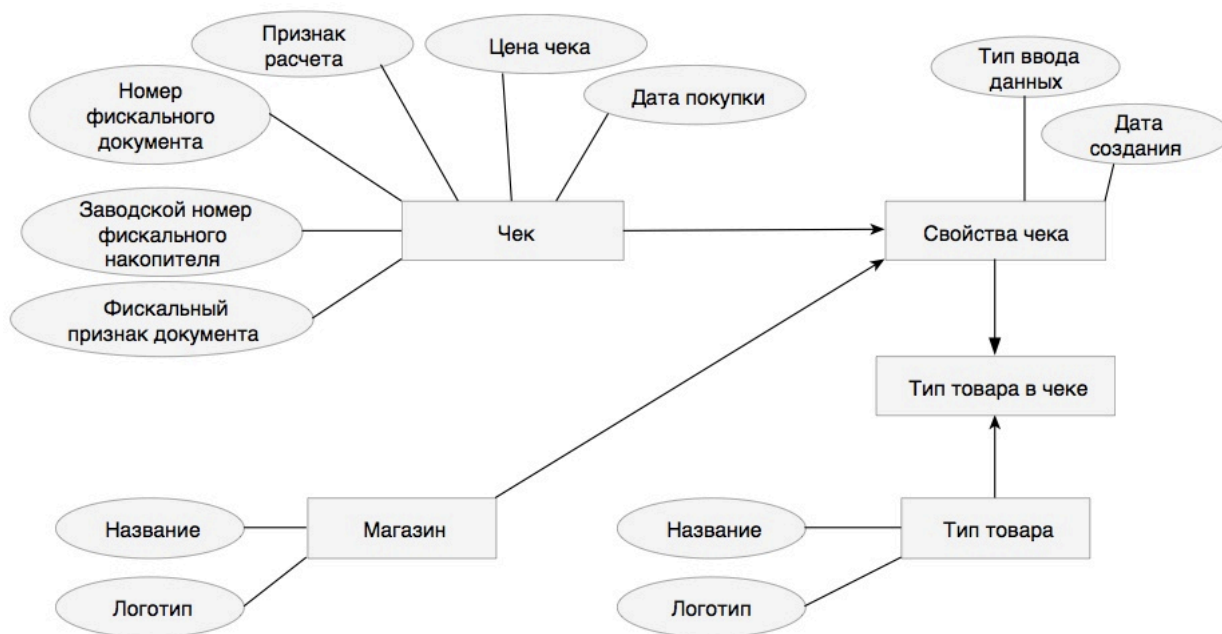 Признак
расчета
Цена чека
Тип ввода
данных
Номер
фискального
документа
Дата покупки
Дата
создания
Заводской номер
фискального
накопителя
Чек
Свойства чека
Фискальный
признак документа
Тип товара в чеке
Название
Магазин
Название
Тип товара
Логотип
Логотип